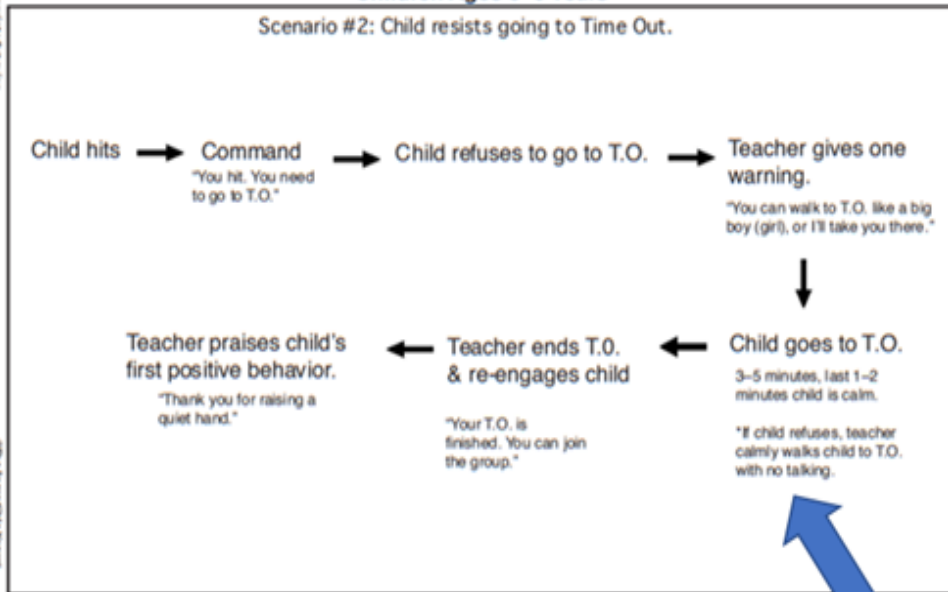 Scenario #2: Child resists going to Time Out.
Child hits
Command
"You hit. You need
to go to T.O."
Child refuses to go to T.O.
Teacher gives one
warning.
"You can walk to T.O. like a big
boy (girl), or I'll take you there."
Child goes to T.O.
3–5 minutes, last 1–2
minutes child is calm.
"If child refuses, teacher
calmly walks child to T.O.
with no talking.
Teacher ends T.O.
& re-engages child
"Your T.O. is
finished. You can join
the group."
Teacher praises child's
first positive behavior.
"Thank you for raising a
quiet hand."